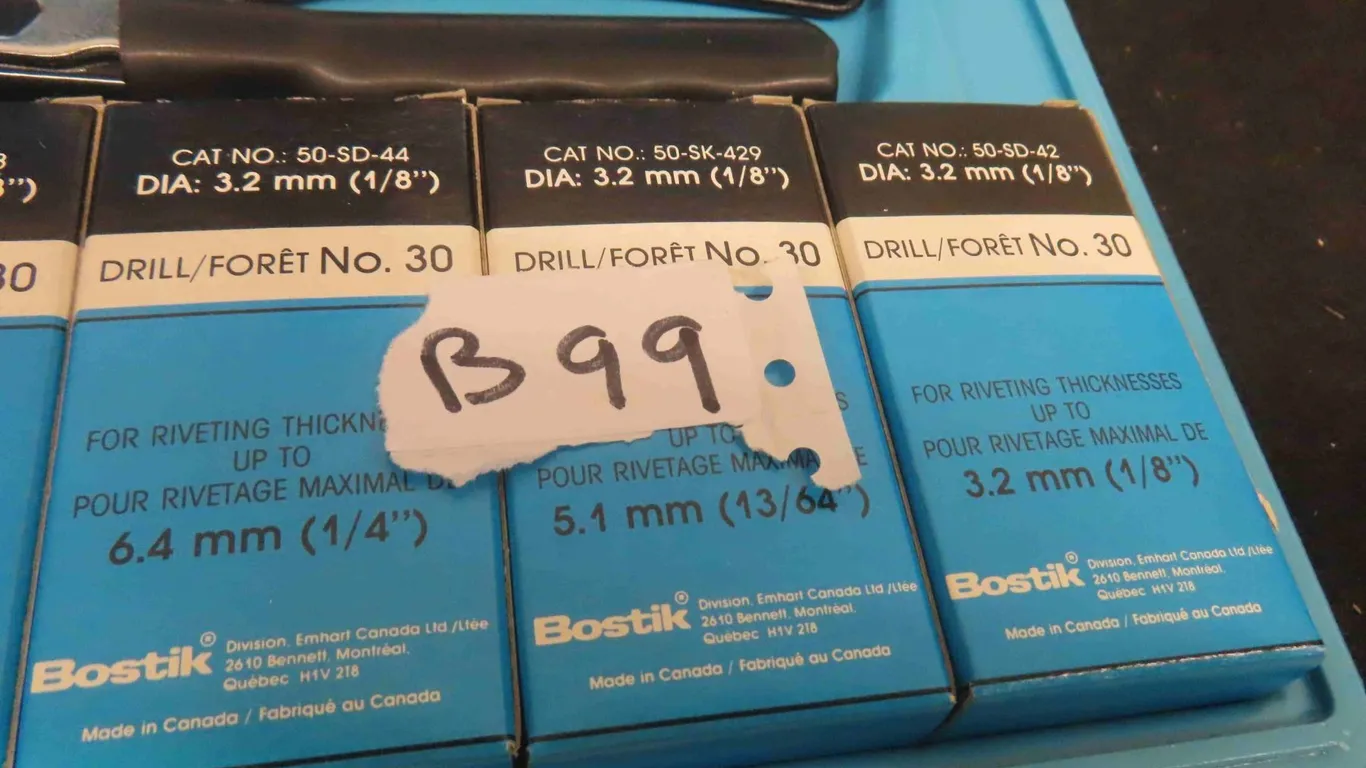 3
8")
30
CAT NO.: 50-SD-44
DIA: 3.2 mm (1/8")
DRILL/FORÊT No. 30
FOR RIVETING THICKN
UP TO
POUR RIVETAGE MAXIMAL DE
6.4 mm (1/4")
Bostik® Division, Emhart Canada Ltd./Ltée
2610 Bennett, Montréal,
Québec H1V 2T8
Made in Canada / Fabriqué au Canada
CAT NO.: 50-SK-429
DIA: 3.2 mm (1/8")
DRILL/FORÊT No. 30
B 99
S
UP TO
POUR RIVETAGE MAXIMA E
5.1 mm (13/64")
Bostik® Division, Emhart Canada Ltd./Ltée
2610 Bennett, Montréal,
Québec H1V 2T8
Made in Canada / Fabriqué au Canada
CAT NO.: 50-SD-42
DIA: 3.2 mm (1/8")
DRILL/FORÊT No. 30
FOR RIVETING THICKNESSES
UP TO
POUR RIVETAGE MAXIMAL DE
3.2 mm (1/8")
Bostik® Division, Emhart Canada Ltd./Ltée
2610 Bennett, Montréal,
Québec H1V 2T8
Made in Canada / Fabriqué au Canada